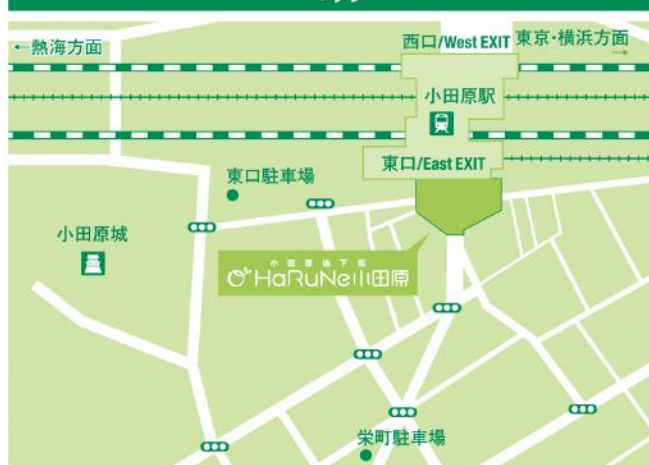 ←熱海方面
西口/West EXIT
東京・横浜方面→
小田原駅
東口/East EXIT
東口駐車場
小田原城
小田原地下街
HaRuNe小田原
栄町駐車場